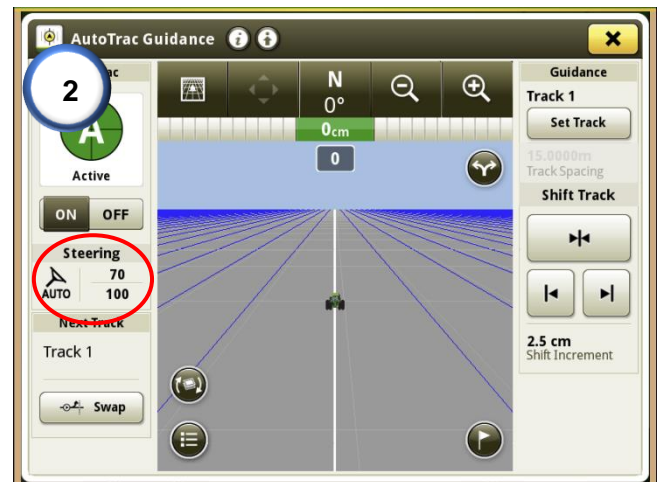 AutoTrac Guidance
2
Active
A
ON OFF
Steering
AUTO
70
100
Next Track
Track 1
Swap
N
0°
0cm
0
Guidance
Track 1
Set Track
15.0000m
Track Spacing
Shift Track
2.5 cm
Shift Increment